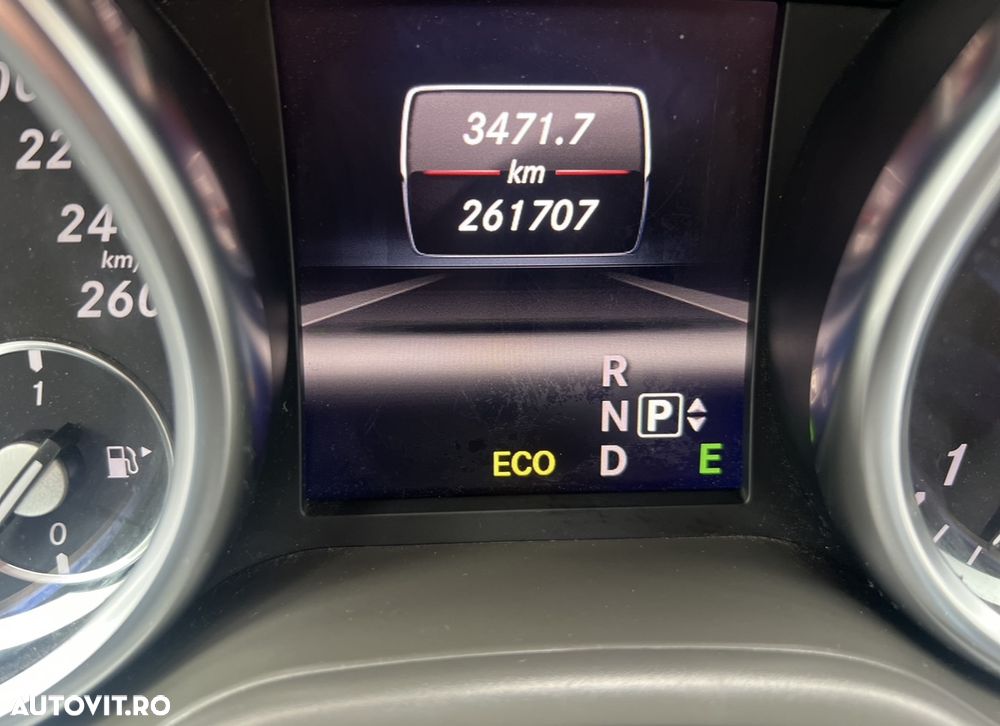 22
24
km/
260
1
0
3471.7
km
261707
R
N P
ECO D E
1
AUTOVIT.RO